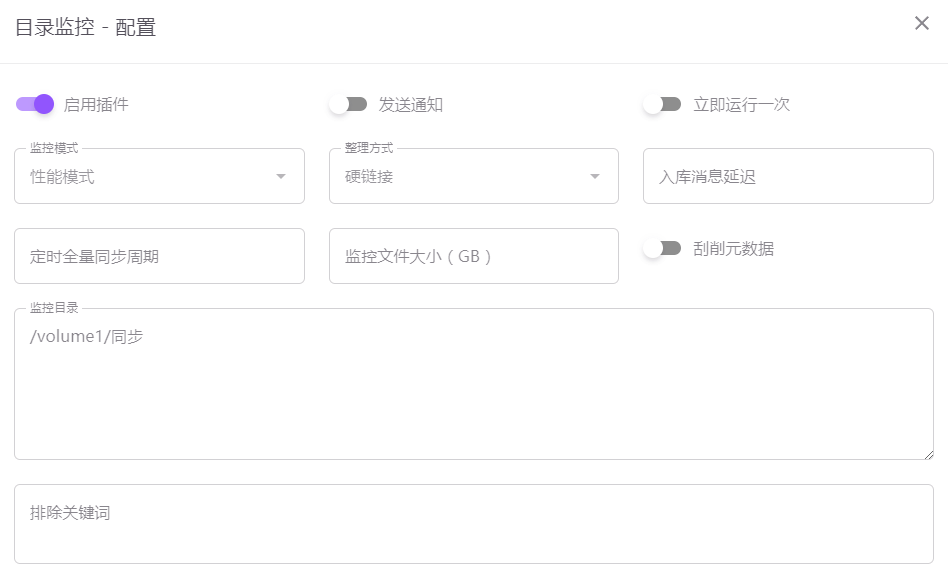 目录监控 - 配置
启用插件
发送通知
立即运行一次
监控模式
性能模式
整理方式
硬链接
入库消息延迟
定时全量同步周期
监控文件大小（GB）
刮削元数据
监控目录
/volume1/同步
排除关键词